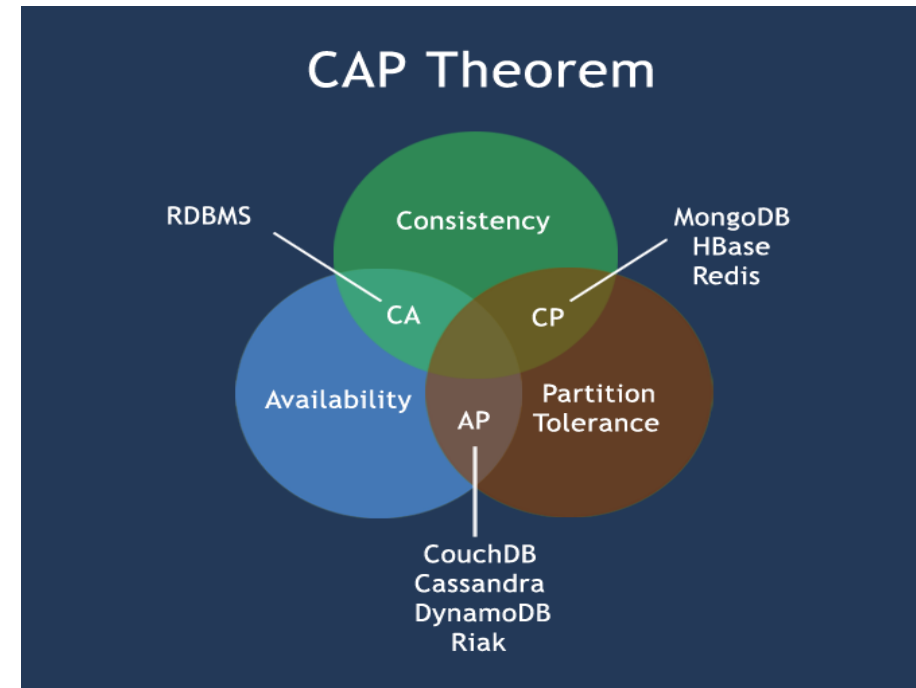 CAP Theorem
RDBMS
Consistency
MongoDB
HBase
Redis
CA
CP
Availability
Partition
Tolerance
AP
CouchDB
Cassandra
DynamoDB
Riak